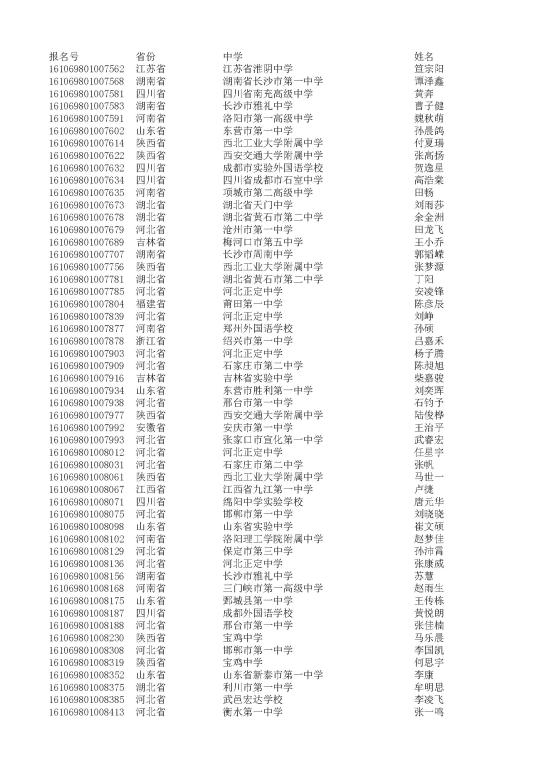 报名号 省份 中学 姓名
161069801007562 江苏省 江苏省淮阴中学 笪宗阳
161069801007568 湖南省 湖南省长沙市第一中学 谭泽鑫
161069801007581 四川省 四川省南充高级中学 黄奔
161069801007583 湖南省 长沙市雅礼中学 曹子健
161069801007591 河南省 洛阳市第一高级中学 魏秋萌
161069801007602 山东省 东营市第一中学 孙晨鸽
161069801007614 陕西省 西北工业大学附属中学 付夏瑀
161069801007622 陕西省 西安交通大学附属中学 张高扬
161069801007632 四川省 成都市实验外国语学校 贺逸星
161069801007634 四川省 四川省成都市石室中学 高浩棠
161069801007635 河南省 项城市第二高级中学 田杨
161069801007673 湖北省 湖北省天门中学 刘雨莎
161069801007678 湖北省 湖北省黄石市第二中学 余金洲
161069801007679 河北省 沧州市第一中学 田龙飞
161069801007689 吉林省 梅河口市第五中学 王小乔
161069801007707 湖南省 长沙市周南中学 郭韬嵘
161069801007756 陕西省 西北工业大学附属中学 张梦源
161069801007781 湖北省 湖北省黄石市第二中学 丁阳
161069801007785 河北省 河北正定中学 安凌锋
161069801007804 福建省 莆田第一中学 陈彦辰
161069801007839 河北省 河北正定中学 刘峥
161069801007877 河南省 郑州外国语学校 孙硕
161069801007878 浙江省 绍兴市第一中学 吕嘉禾
161069801007903 河北省 河北正定中学 杨子腾
161069801007909 河北省 石家庄市第二中学 陈昶旭
161069801007916 吉林省 吉林省实验中学 柴嘉骏
161069801007934 山东省 东营市胜利第一中学 刘奕珲
161069801007938 河北省 邢台市第一中学 石钧予
161069801007977 陕西省 西安交通大学附属中学 陆俊桦
161069801007992 安徽省 安庆市第一中学 王治平
161069801007993 河北省 张家口市宣化第一中学 武睿宏
161069801008012 河北省 河北正定中学 任星宇
161069801008031 河北省 石家庄市第二中学 张帆
161069801008061 陕西省 西北工业大学附属中学 马世一
161069801008067 江西省 江西省九江第一中学 卢捷
161069801008071 四川省 绵阳中学实验学校 唐元华
161069801008075 河北省 邯郸市第一中学 刘晓晓
161069801008098 山东省 山东省实验中学 崔文硕
161069801008102 河南省 洛阳理工学院附属中学 赵梦佳
161069801008129 河北省 保定市第三中学 孙沛霄
161069801008136 河北省 河北正定中学 张康威
161069801008156 湖南省 长沙市雅礼中学 苏慧
161069801008168 河南省 三门峡市第一高级中学 赵雨生
161069801008175 山东省 鄄城县第一中学 王传栋
161069801008187 四川省 成都外国语学校 黄悦朗
161069801008188 河北省 邢台市第一中学 张佳楠
161069801008230 陕西省 宝鸡中学 马乐晨
161069801008308 河北省 邯郸市第一中学 李国凯
161069801008319 陕西省 宝鸡中学 何思宇
161069801008352 山东省 山东省新泰市第一中学 李康
161069801008375 湖北省 利川市第一中学 牟明思
161069801008385 河北省 武邑宏达学校 李凌飞
161069801008413 河北省 衡水第一中学 张一鸣